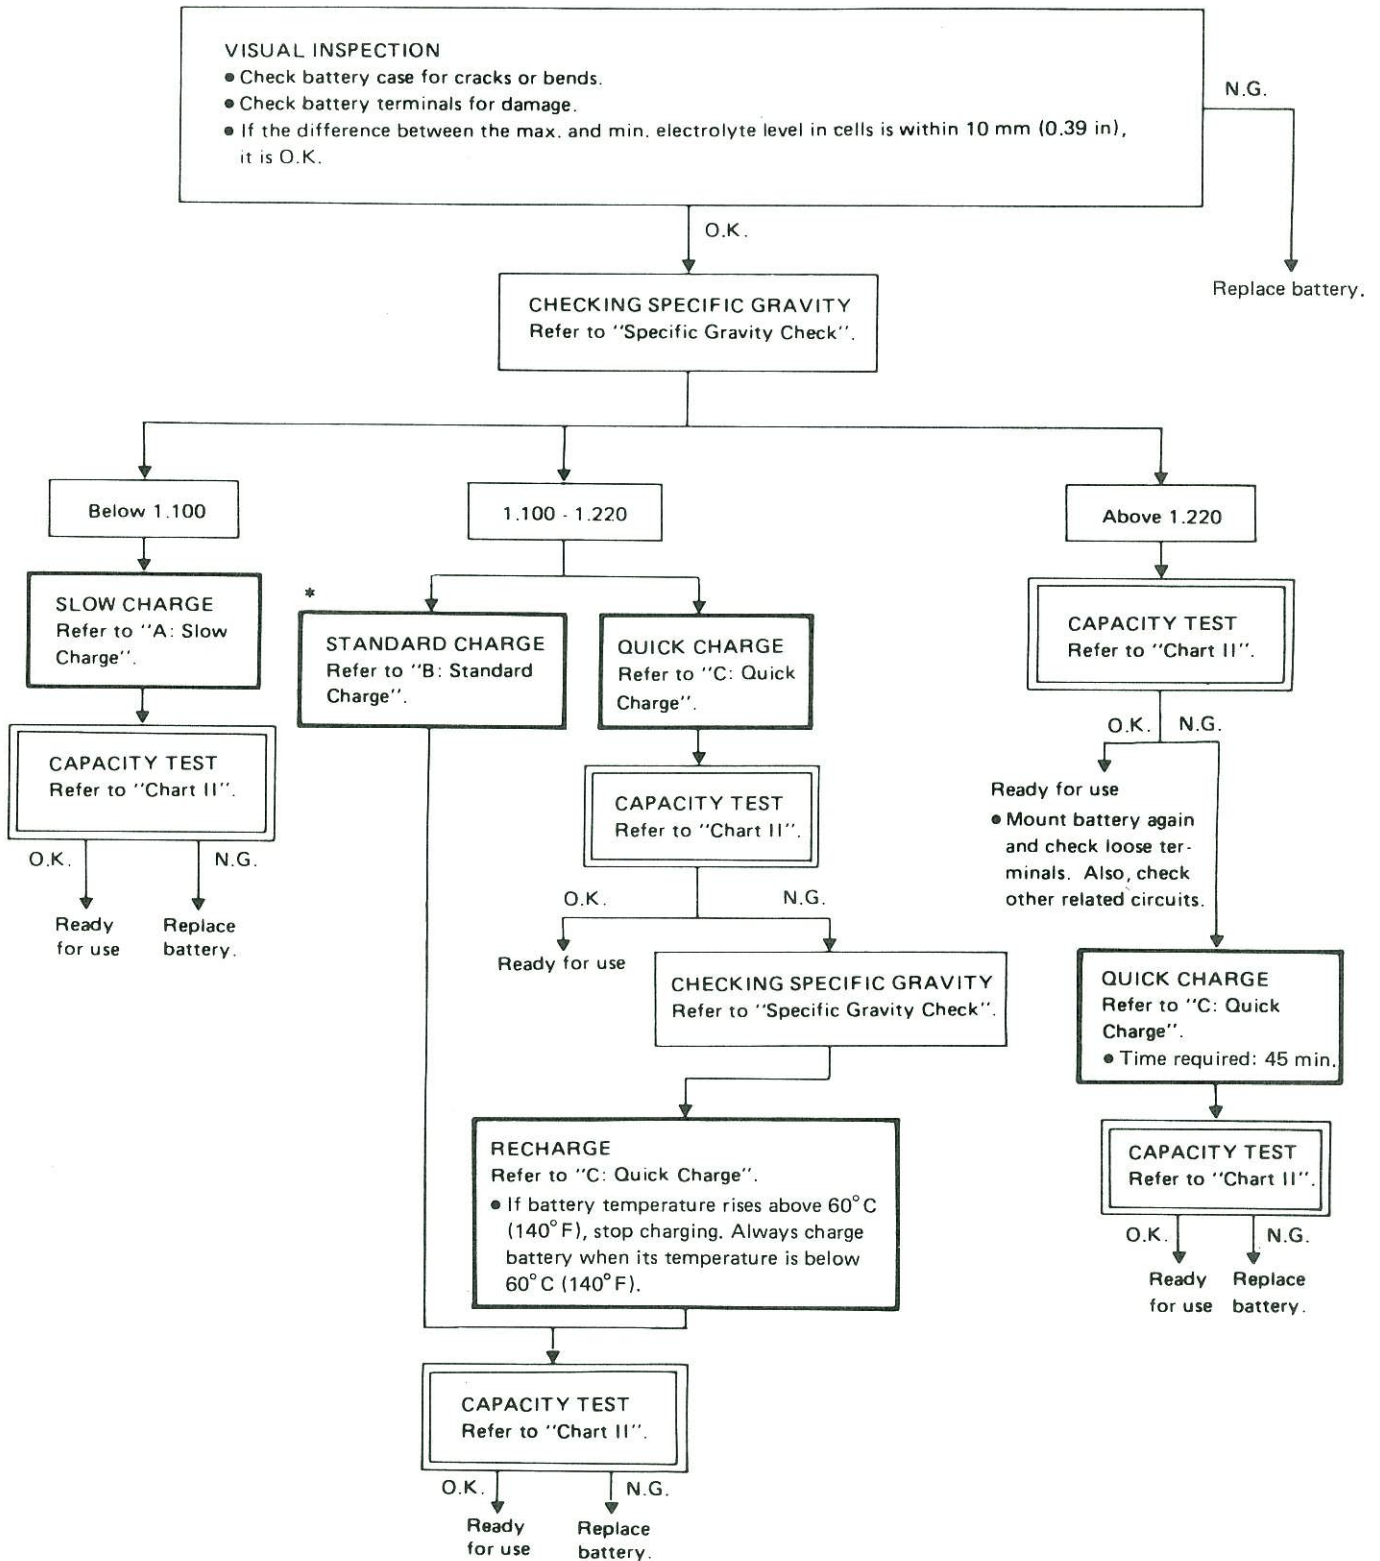 VISUAL INSPECTION
• Check battery case for cracks or bends.
• Check battery terminals for damage.
• If the difference between the max. and min. electrolyte level in cells is within 10 mm (0.39 in),
it is O.K.
N.G.
Replace battery.
O.K.
CHECKING SPECIFIC GRAVITY
Refer to "Specific Gravity Check".
Below 1.100
SLOW CHARGE
Refer to "A: Slow
Charge".
CAPACITY TEST
Refer to "Chart II".
O.K.
N.G.
Ready
for use
Replace
battery.
1.100 - 1.220
*
STANDARD CHARGE
Refer to "B: Standard
Charge".
QUICK CHARGE
Refer to "C: Quick
Charge".
CAPACITY TEST
Refer to "Chart II".
O.K.
N.G.
Ready for use
CHECKING SPECIFIC GRAVITY
Refer to "Specific Gravity Check".
RECHARGE
Refer to "C: Quick Charge".
• If battery temperature rises above 60°C
(140°F), stop charging. Always charge
battery when its temperature is below
60°C (140°F).
CAPACITY TEST
Refer to "Chart II".
O.K.
N.G.
Ready
for use
Replace
battery.
Above 1.220
CAPACITY TEST
Refer to "Chart II".
O.K.
N.G.
Ready for use
• Mount battery again
and check loose ter-
minals. Also, check
other related circuits.
QUICK CHARGE
Refer to "C: Quick
Charge".
• Time required: 45 min.
CAPACITY TEST
Refer to "Chart II".
O.K.
N.G.
Ready
for use
Replace
battery.